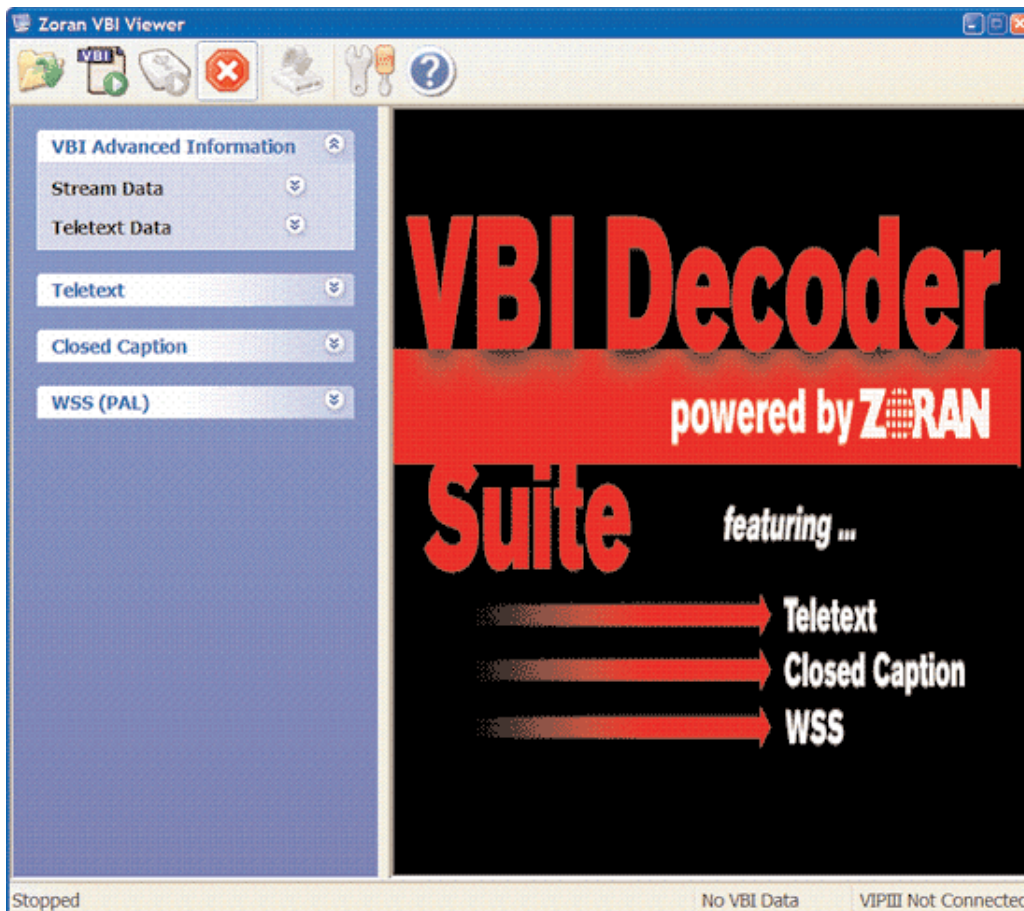 Zoran VBI Viewer
VBI
VBI Advanced Information
Stream Data
Teletext Data
Teletext
Closed Caption
WSS (PAL)
VBI Decoder
powered by ZORAN
Suite
featuring ...
Teletext
Closed Caption
WSS
Stopped
No VBI Data
VIPIII Not Connected